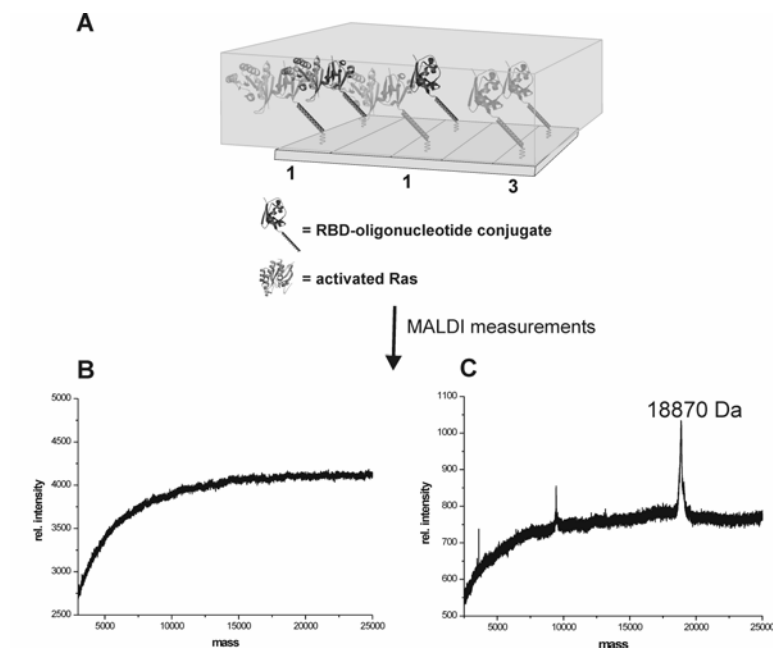 A
1 1 3
= RBD-oligonucleotide conjugate
= activated Ras
MALDI measurements
B
5000
4500
4000
3500
3000
2500
rel. intensity
5000 10000 15000 20000 25000
mass
C
18870 Da
1100
1000
900
800
700
600
500
rel. intensity
5000 10000 15000 20000 25000
mass